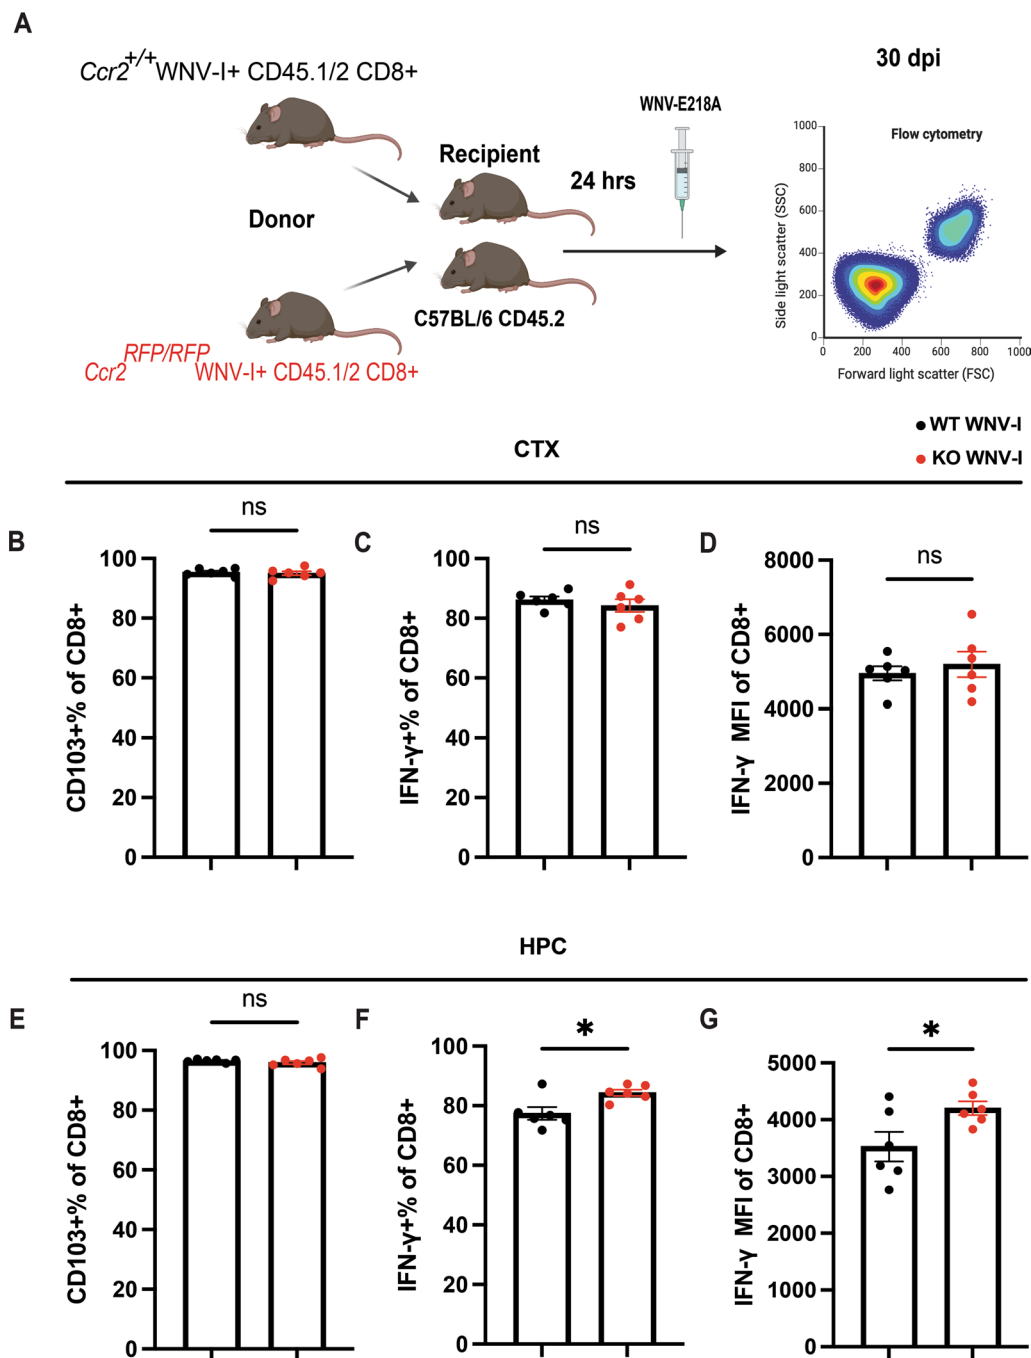 A
Ccr2+/+ WNV-I+ CD45.1/2 CD8+
30 dpi
WNV-E218A
Recipient
24 hrs
Donor
C57BL/6 CD45.2
Ccr2RFP/RFP WNV-I+ CD45.1/2 CD8+
Flow cytometry
Side light scatter (SSC)
1000
800
600
400
200
0
0 200 400 600 800 1000
Forward light scatter (FSC)
WT WNV-I
KO WNV-I
CTX
B
ns
CD103+% of CD8+
100
80
60
40
20
0
C
ns
IFN-γ+% of CD8+
100
80
60
40
20
0
D
ns
IFN-γ MFI of CD8+
8000
6000
4000
2000
0
HPC
E
ns
CD103+% of CD8+
100
80
60
40
20
0
F
*
IFN-γ+% of CD8+
100
80
60
40
20
0
G
*
IFN-γ MFI of CD8+
5000
4000
3000
2000
1000
0